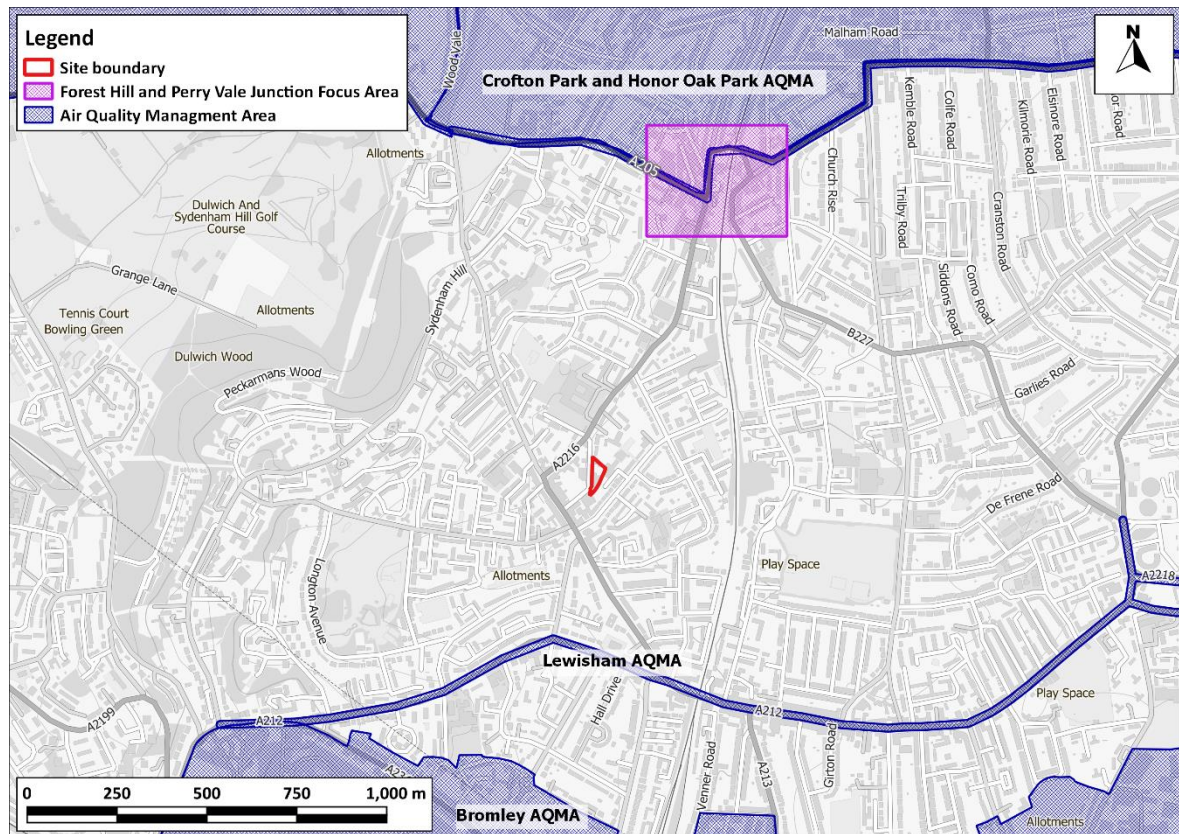 Legend
Site boundary
Forest Hill and Perry Vale Junction Focus Area
Air Quality Managment Area
N
Malham Road
Wood Vale
Crofton Park and Honor Oak Park AQMA
Kemble Road
Colfe Road
Kilmorie Road
Elsinore Road
Allotments
A205
Church Rise
Trilby Road
Cranston Road
Dulwich And
Sydenham Hill Golf
Course
Grange Lane
Sydenham Hill
Siddons Road
Como Road
Tennis Court
Bowling Green
Allotments
B227
Dulwich Wood
Peckarmans Wood
Garlies Road
A2216
De Frene Road
Longton Avenue
Allotments
Play Space
A2218
Lewisham AQMA
Hall Drive
Play Space
A2199
A212
A212
Venner Road
A213
Girton Road
0 250 500 750 1,000 m
Bromley AQMA
Allotments